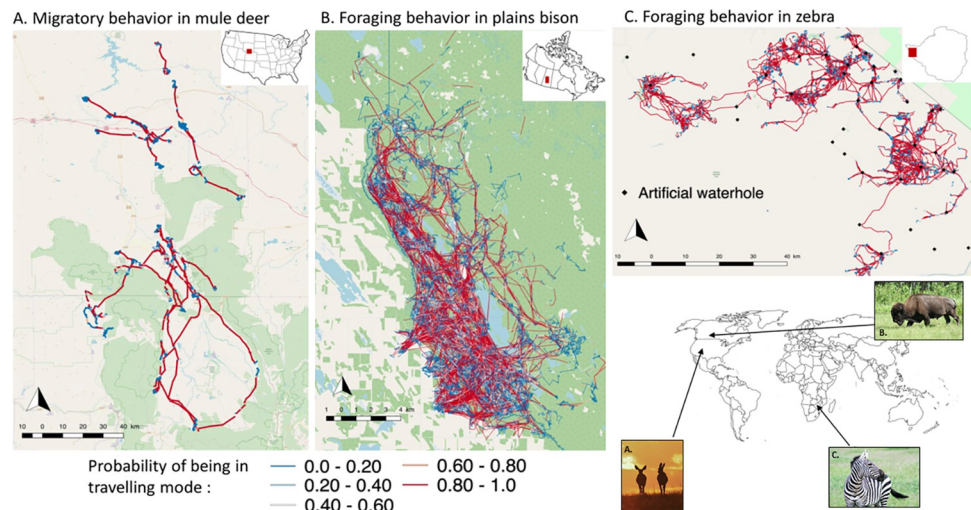 A. Migratory behavior in mule deer
B. Foraging behavior in plains bison
C. Foraging behavior in zebra
Artificial waterhole
10 0 10 20 30 40 km
1 0 1 2 3 4 km
10 0 10 20 30 40 km
B.
A.
C.
Probability of being in
travelling mode :
0.0 - 0.20
0.20 - 0.40
0.40 - 0.60
0.60 - 0.80
0.80 - 1.0